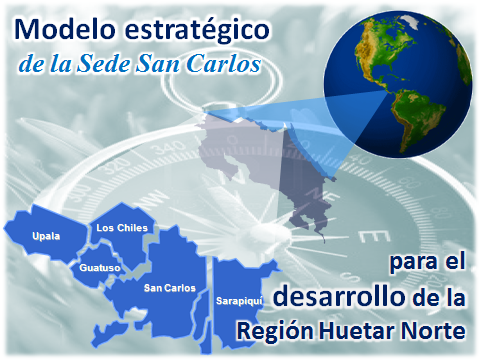 Modelo estratégico
de la Sede San Carlos
Upala
Los Chiles
Guatuso
San Carlos
Sarapiquí
para el
desarrollo de la
Región Huetar Norte